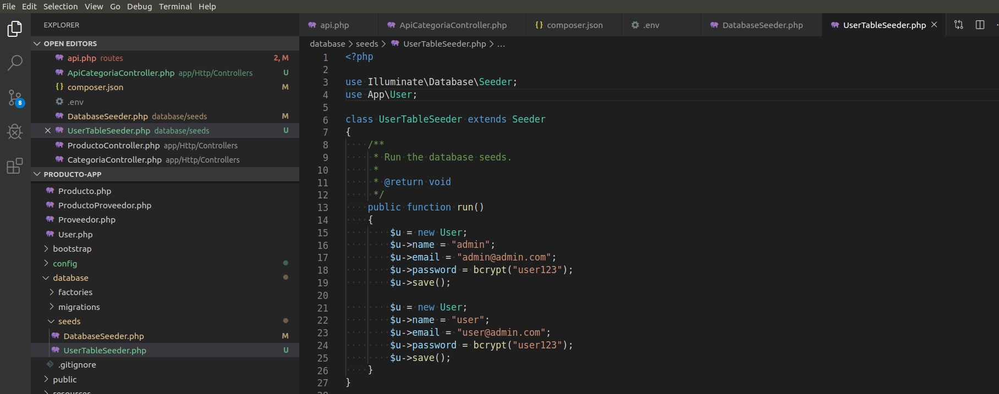 File Edit Selection View Go Debug Terminal Help
EXPLORER
OPEN EDITORS
api.php routes 2, M
ApiCategoriaController.php app/Http/Controllers U
{} composer.json M
.env
DatabaseSeeder.php database/seeds M
UserTableSeeder.php database/seeds U
ProductoController.php app/Http/Controllers
CategoriaController.php app/Http/Controllers
8
PRODUCTO-APP
Producto.php
ProductoProveedor.php
Proveedor.php
User.php
bootstrap
config
database
factories
migrations
seeds
DatabaseSeeder.php M
UserTableSeeder.php U
.gitignore
public
resources
api.php ApiCategoriaController.php {} composer.json .env DatabaseSeeder.php UserTableSeeder.php
database > seeds > UserTableSeeder.php > ...
1 <?php
2
3 use Illuminate\Database\Seeder;
4 use App\User;
5
6 class UserTableSeeder extends Seeder
7 {
8 /**
9 * Run the database seeds.
10 *
11 * @return void
12 */
13 public function run()
14 {
15 $u = new User;
16 $u->name = "admin";
17 $u->email = "admin@admin.com";
18 $u->password = bcrypt("user123");
19 $u->save();
20
21 $u = new User;
22 $u->name = "user";
23 $u->email = "user@admin.com";
24 $u->password = bcrypt("user123");
25 $u->save();
26 }
27 }
28